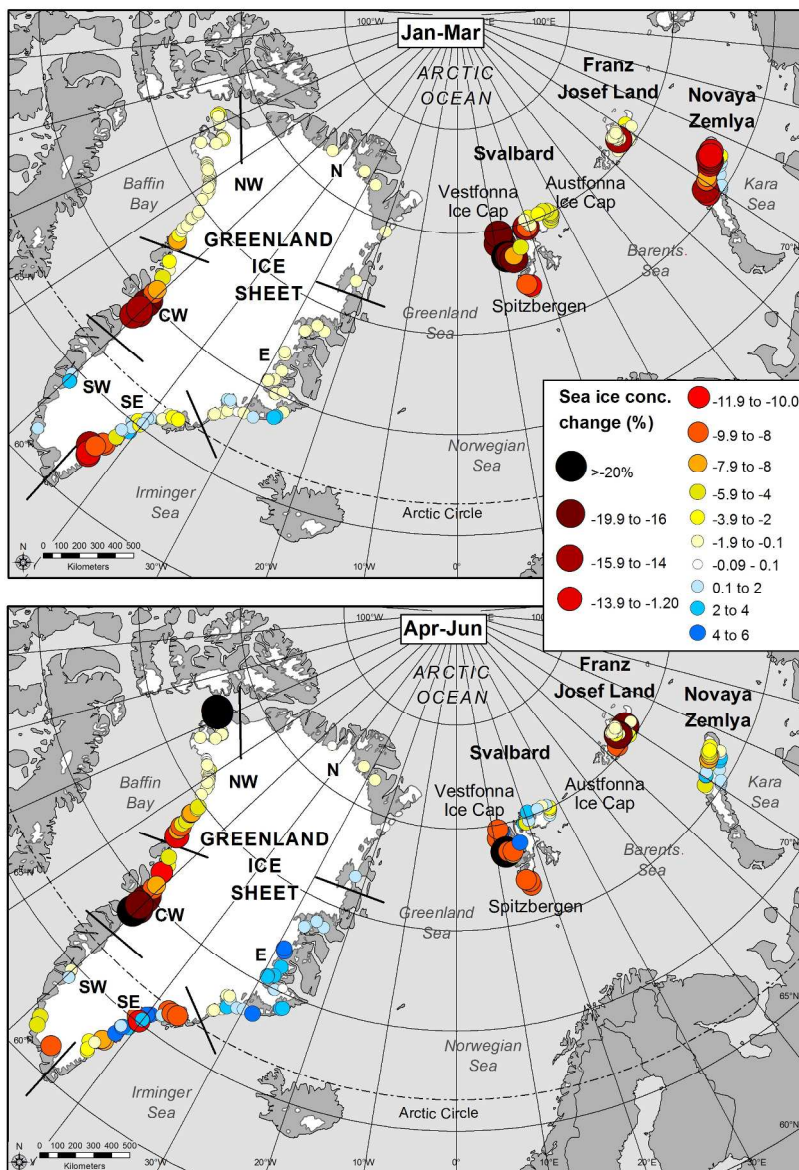 100°W
100°E
Jan-Mar
ARCTIC
OCEAN
Franz
Josef Land
Novaya
Zemlya
Svalbard
Baffin
Bay
NW
N
Vestfonna
Ice Cap
Austfonna
Ice Cap
Kara
Sea
GREENLAND
ICE
SHEET
Barents
Sea
65°N
Greenland
Sea
Spitzbergen
CW
E
SW
SE
60°N
Norwegian
Sea
Irminger
Sea
Arctic Circle
N
0 100 200 300 400 500
Kilometers
30°W
20°W
10°W
0°
10°E
Sea ice conc.
change (%)
>-20%
-19.9 to -16
-15.9 to -14
-13.9 to -1.20
-11.9 to -10.0
-9.9 to -8
-7.9 to -8
-5.9 to -4
-3.9 to -2
-1.9 to -0.1
-0.09 - 0.1
0.1 to 2
2 to 4
4 to 6
100°W
100°E
Apr-Jun
ARCTIC
OCEAN
Franz
Josef Land
Novaya
Zemlya
Svalbard
Baffin
Bay
NW
N
Vestfonna
Ice Cap
Austfonna
Ice Cap
Kara
Sea
GREENLAND
ICE
SHEET
Barents
Sea
65°N
Greenland
Sea
Spitzbergen
CW
E
SW
SE
60°N
65°N
Norwegian
Sea
Irminger
Sea
Arctic Circle
60°N
N
0 100 200 300 400 500
Kilometers
30°W
20°W
10°W
0°
10°E
20°E
30°E